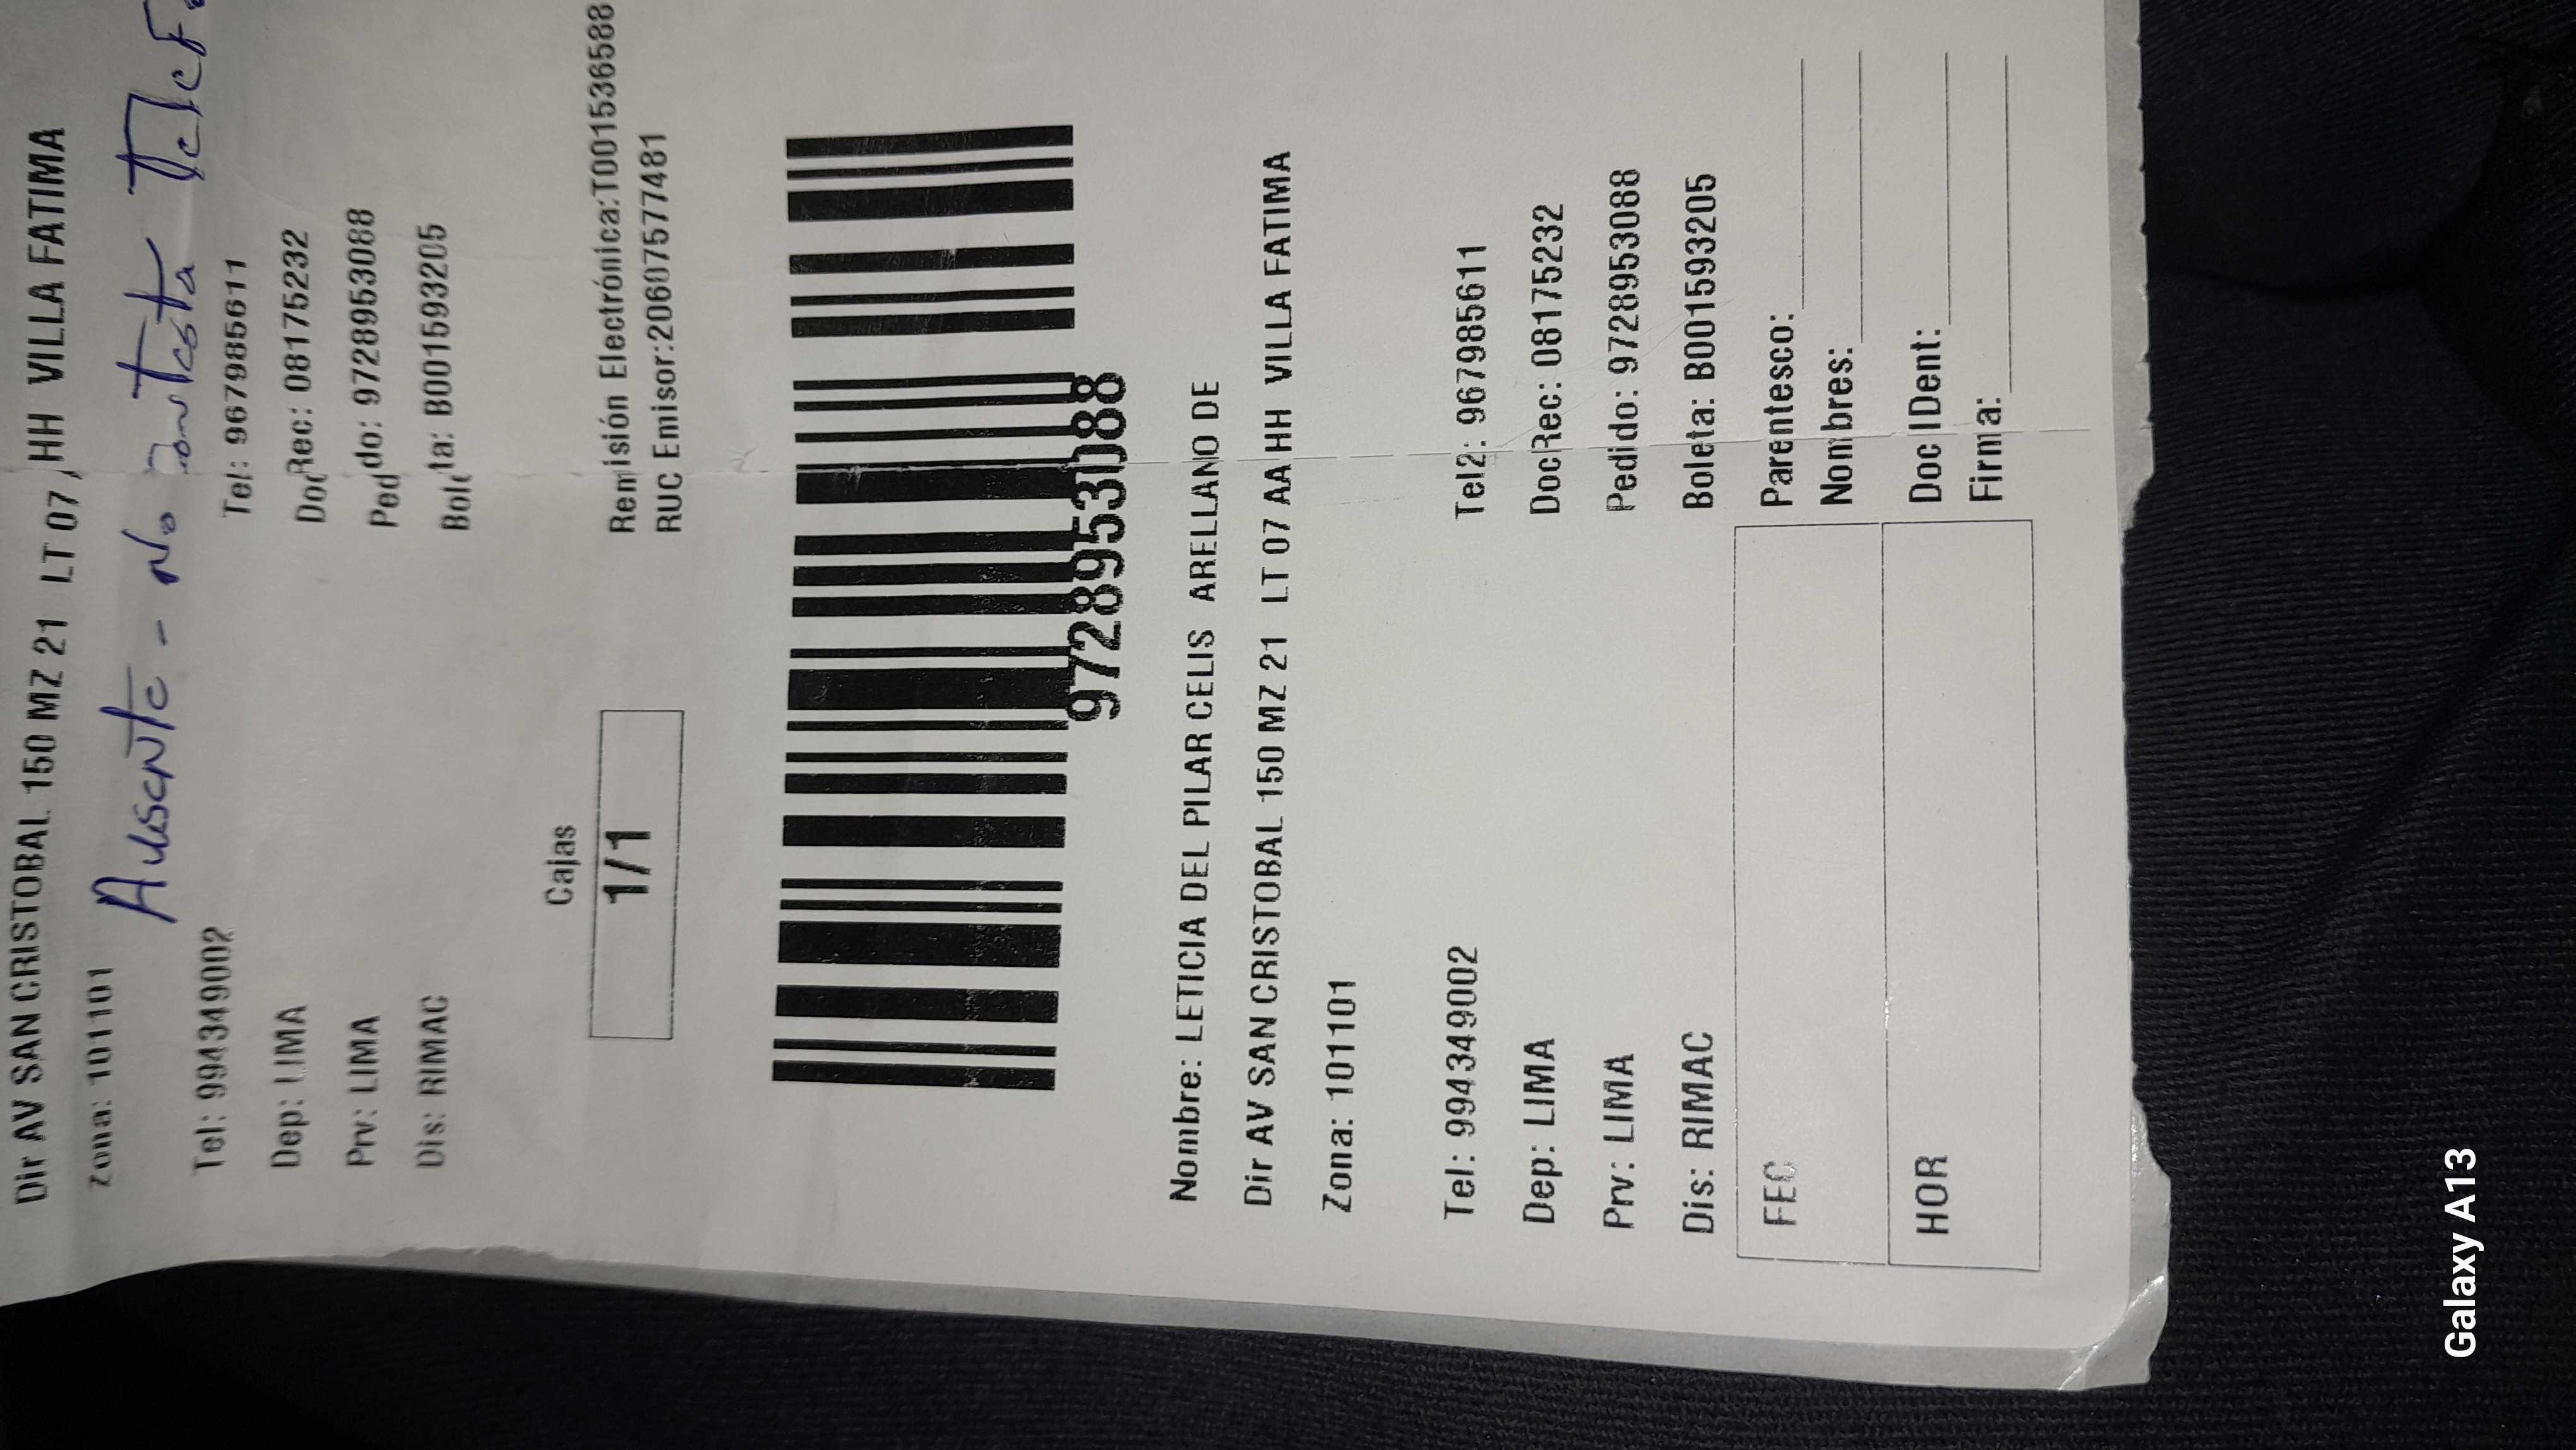 Dir AV SAN CRISTOBAL 150 MZ 21 LT 07 HH VILLA FATIMA
Zona: 101101
Ausente - No Contesta
Tel: 994349002 Tel: 967985611
Dep: LIMA DocRec: 08175232
Prv: LIMA Pedido: 9728953088
Dis: RIMAC Boleta: B001593205
Cajas
1/1
Remisión Electrónica:T001536588
RUC Emisor:20607577481
9728953088
Nombre: LETICIA DEL PILAR CELIS ARELLANO DE
Dir AV SAN CRISTOBAL 150 MZ 21 LT 07 AA HH VILLA FATIMA
Zona: 101101
Tel: 994349002 Tel2: 967985611
Dep: LIMA DocRec: 08175232
Prv: LIMA Pedido: 9728953088
Dis: RIMAC Boleta: B001593205
FEC Parentesco:
Nombres:
HOR Doc IDent:
Firma:
Galaxy A13